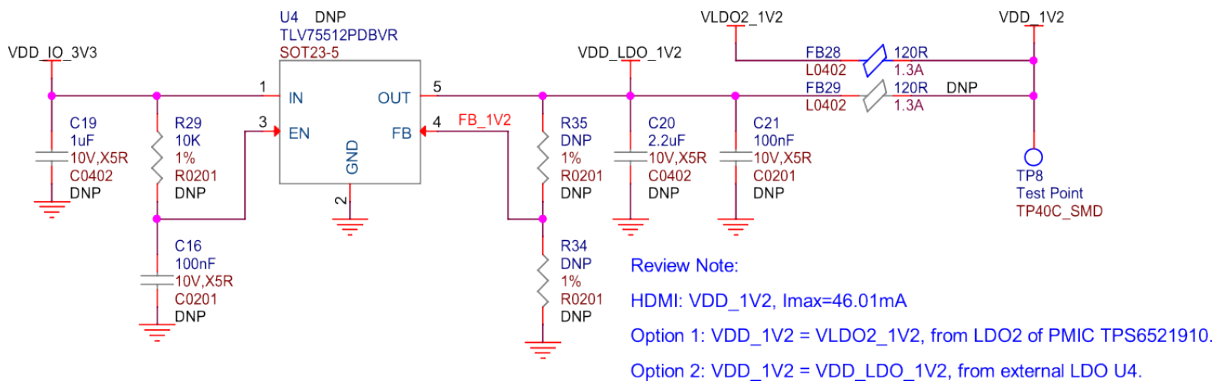 U4 DNP
TLV75512PDBVR
SOT23-5
VDD_IO_3V3
1
IN
3
EN
OUT
5
FB
4
GND
2
FB_1V2
C19
1uF
10V,X5R
C0402
DNP
R29
10K
1%
R0201
DNP
C16
100nF
10V,X5R
C0201
DNP
VDD_LDO_1V2
R35
DNP
1%
R0201
DNP
C20
2.2uF
10V,X5R
C0402
DNP
C21
100nF
10V,X5R
C0201
DNP
R34
DNP
1%
R0201
DNP
VLDO2_1V2
VDD_1V2
FB28 120R
L0402 1.3A
FB29 120R DNP
L0402 1.3A
TP8
Test Point
TP40C_SMD
Review Note:
HDMI: VDD_1V2, Imax=46.01mA
Option 1: VDD_1V2 = VLDO2_1V2, from LDO2 of PMIC TPS6521910.
Option 2: VDD_1V2 = VDD_LDO_1V2, from external LDO U4.